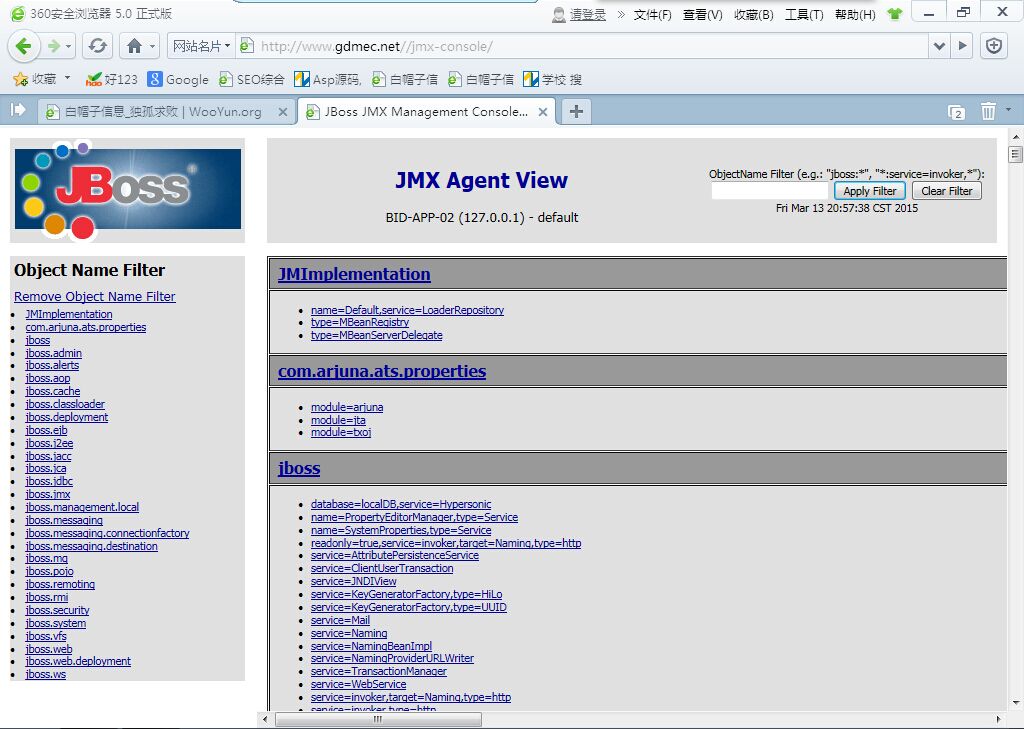 360安全浏览器 5.0 正式版
请登录 » 文件(F) 查看(V) 收藏(B) 工具(T) 帮助(H)
网站名片 http://www.gdmec.net//jmx-console/
收藏 好123 Google SEO综合 Asp源码, 白帽子信 白帽子信 学校 搜
白帽子信息_独孤求败 | WooYun.org
JBoss JMX Management Console...
2
JBoss
JMX Agent View
BID-APP-02 (127.0.0.1) - default
ObjectName Filter (e.g.: "jboss:*", "*:service=invoker,*"):
Apply Filter Clear Filter
Fri Mar 13 20:57:38 CST 2015
Object Name Filter
Remove Object Name Filter
JMImplementation
com.arjuna.ats.properties
jboss
jboss.admin
jboss.alerts
jboss.aop
jboss.cache
jboss.classloader
jboss.deployment
jboss.ejb
jboss.j2ee
jboss.jacc
jboss.jca
jboss.jdbc
jboss.jmx
jboss.management.local
jboss.messaging
jboss.messaging.connectionfactory
jboss.messaging.destination
jboss.mq
jboss.pojo
jboss.remoting
jboss.rmi
jboss.security
jboss.system
jboss.vfs
jboss.web
jboss.web.deployment
jboss.ws
JMImplementation
name=Default,service=LoaderRepository
type=MBeanRegistry
type=MBeanServerDelegate
com.arjuna.ats.properties
module=arjuna
module=jta
module=txoj
jboss
database=localDB,service=Hypersonic
name=PropertyEditorManager,type=Service
name=SystemProperties,type=Service
readonly=true,service=invoker,target=Naming,type=http
service=AttributePersistenceService
service=ClientUserTransaction
service=JNDIView
service=KeyGeneratorFactory,type=HiLo
service=KeyGeneratorFactory,type=UUID
service=Mail
service=Naming
service=NamingBeanImpl
service=NamingProviderURLWriter
service=TransactionManager
service=WebService
service=invoker,target=Naming,type=http
service=invoker,type=http